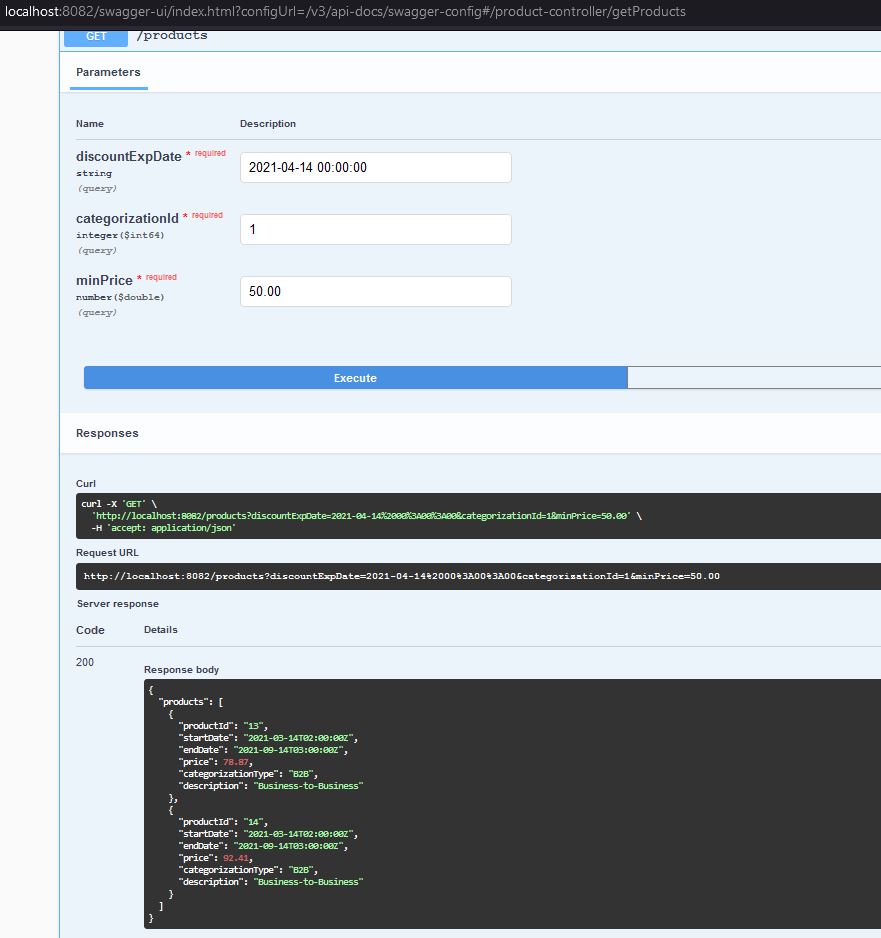 localhost:8082/swagger-ui/index.html?configUrl=/v3/api-docs/swagger-config#/product-controller/getProducts
GET /products
Parameters
Name Description
discountExpDate * required
string
(query)
2021-04-14 00:00:00
categorizationId * required
integer($int64)
(query)
1
minPrice * required
number($double)
(query)
50.00
Execute
Responses
Curl
curl -X 'GET' \
'http://localhost:8082/products?discountExpDate=2021-04-14%2000%3A00%3A00&categorizationId=1&minPrice=50.00' \
-H 'accept: application/json'
Request URL
http://localhost:8082/products?discountExpDate=2021-04-14%2000%3A00%3A00&categorizationId=1&minPrice=50.00
Server response
Code Details
200
Response body
{
"products": [
{
"productId": "13",
"startDate": "2021-03-14T02:00:00Z",
"endDate": "2021-09-14T03:00:00Z",
"price": 78.87,
"categorizationType": "B2B",
"description": "Business-to-Business"
},
{
"productId": "14",
"startDate": "2021-03-14T02:00:00Z",
"endDate": "2021-09-14T03:00:00Z",
"price": 92.41,
"categorizationType": "B2B",
"description": "Business-to-Business"
}
]
}